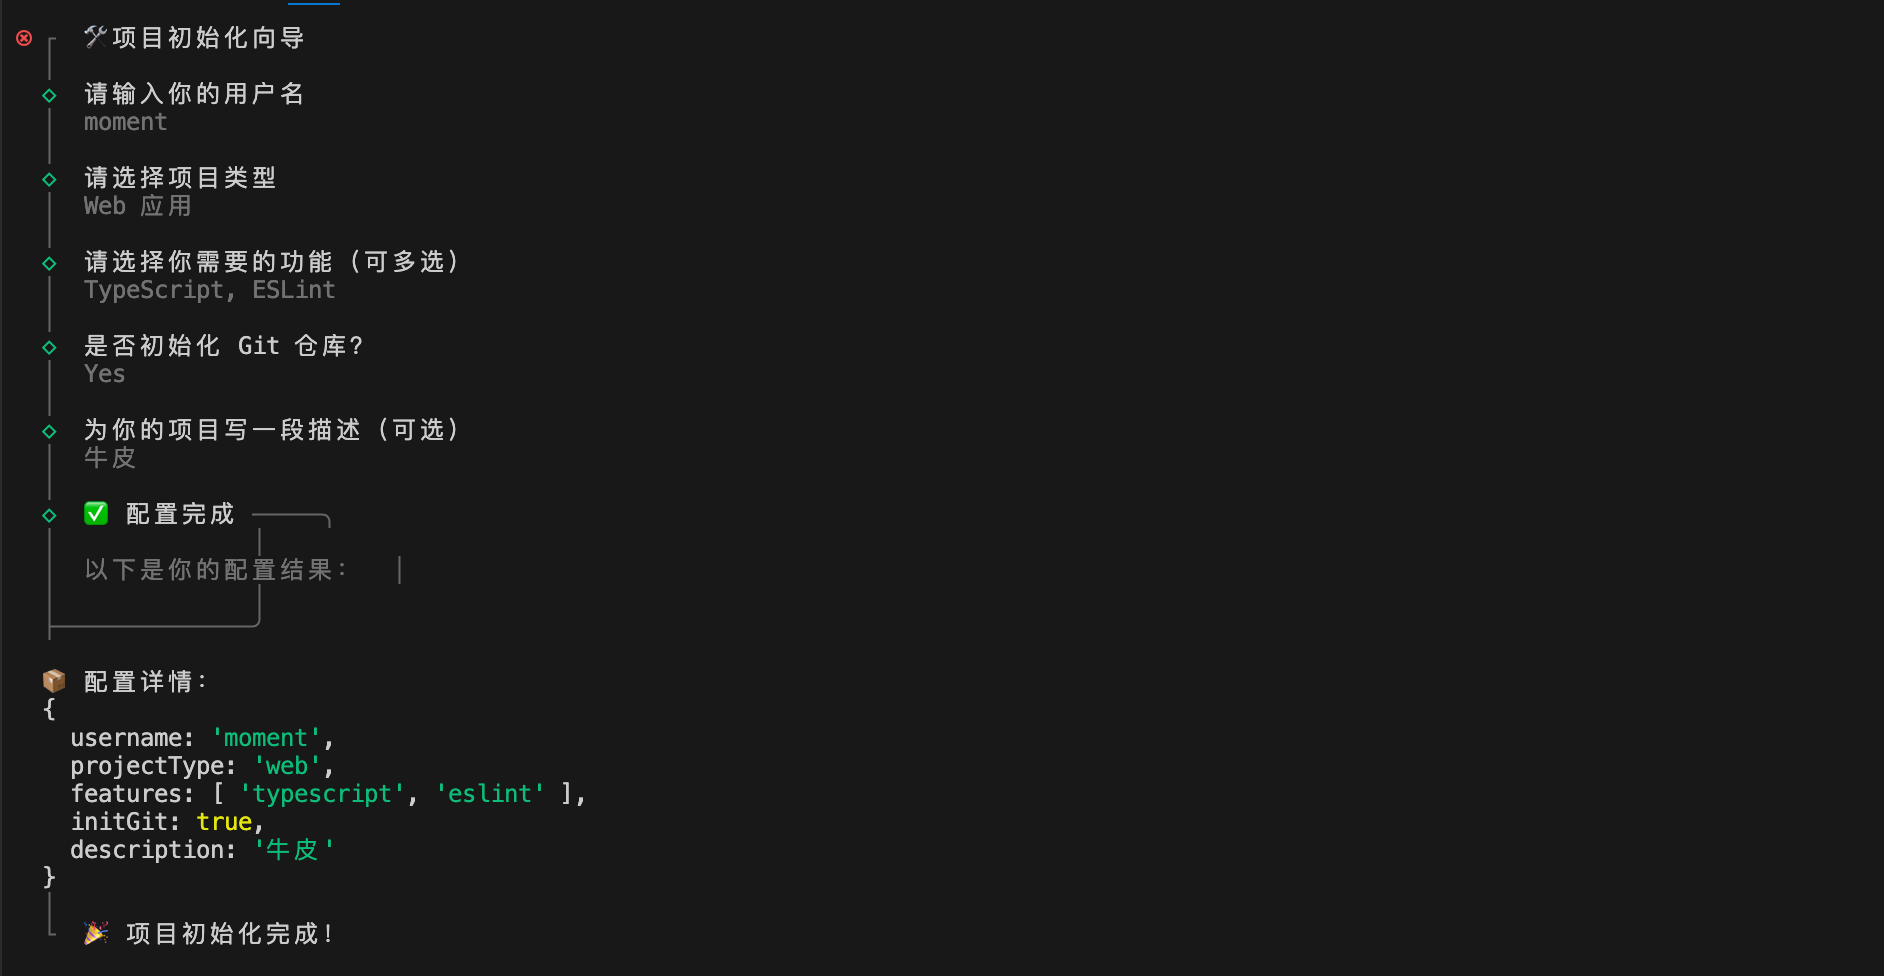 🛠️项目初始化向导
请输入你的用户名
moment
请选择项目类型
Web 应用
请选择你需要的功能（可多选）
TypeScript, ESLint
是否初始化 Git 仓库?
Yes
为你的项目写一段描述（可选）
牛皮
✅ 配置完成
以下是你的配置结果：
📦 配置详情：
{
  username: 'moment',
  projectType: 'web',
  features: [ 'typescript', 'eslint' ],
  initGit: true,
  description: '牛皮'
}
🎉 项目初始化完成！